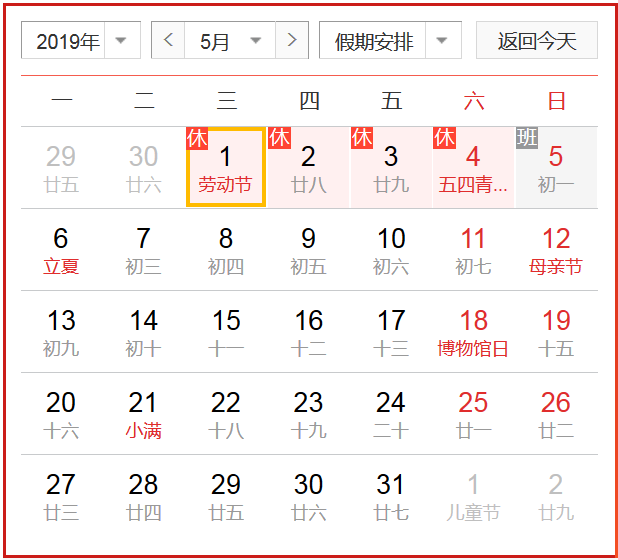 2019年 5月 假期安排 返回今天
一 二 三 四 五 六 日
休 休 休 休 班
29 30 1 2 3 4 5
廿五 廿六 劳动节 廿八 廿九 五四青... 初一
6 7 8 9 10 11 12
立夏 初三 初四 初五 初六 初七 母亲节
13 14 15 16 17 18 19
初九 初十 十一 十二 十三 博物馆日 十五
20 21 22 23 24 25 26
十六 小满 十八 十九 二十 廿一 廿二
27 28 29 30 31 1 2
廿三 廿四 廿五 廿六 廿七 儿童节 廿九